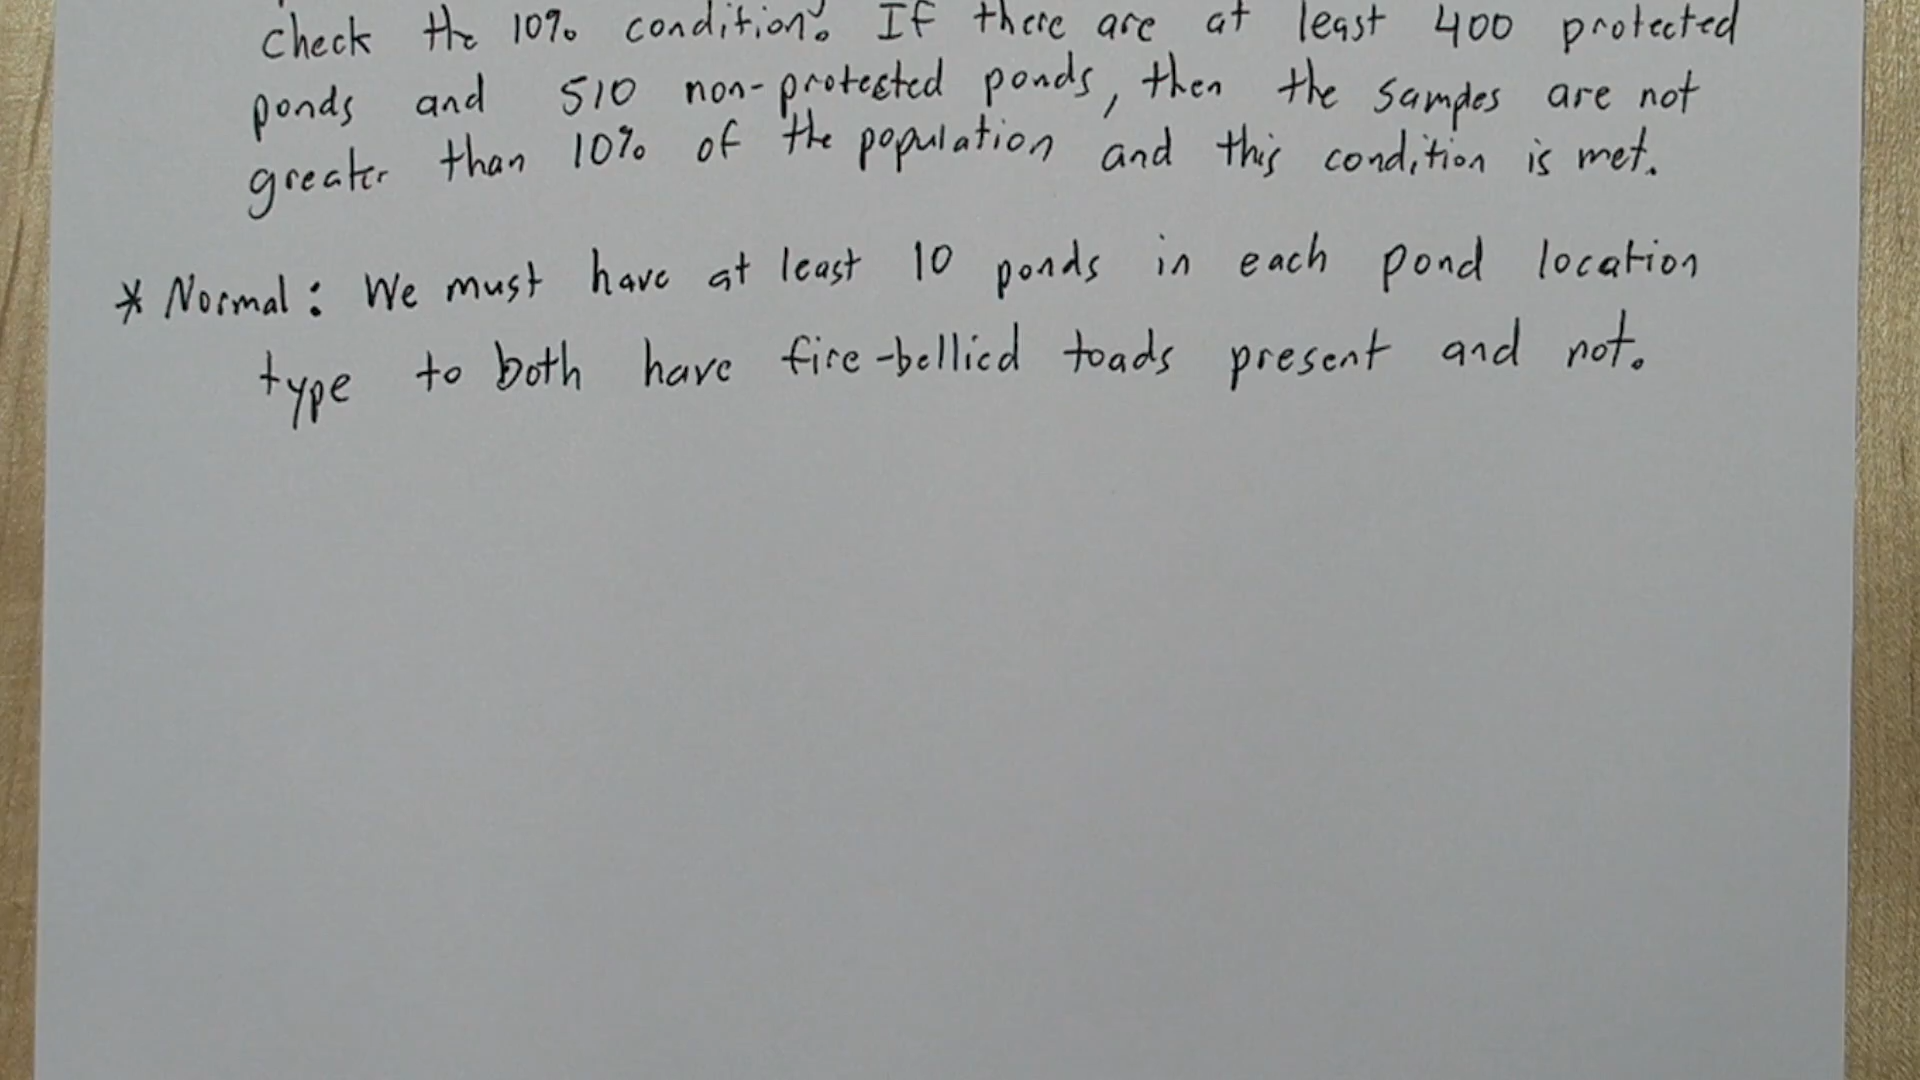 check the 10% condition. If there are at least 400 protected
ponds and 510 non-protected ponds, then the samples are not
greater than 10% of the population and this condition is met.
* Normal: We must have at least 10 ponds in each pond location
type to both have fire-bellied toads present and not.